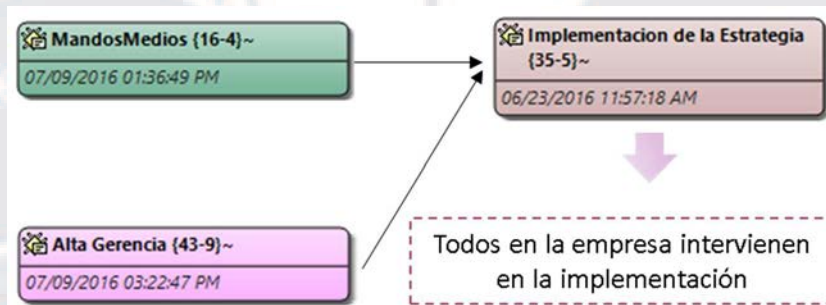 MandosMedios {16-4}~
07/09/2016 01:36:49 PM
Implementacion de la Estrategia
{35-5}~
06/23/2016 11:57:18 AM
Alta Gerencia {43-9}~
07/09/2016 03:22:47 PM
Todos en la empresa intervienen
en la implementación